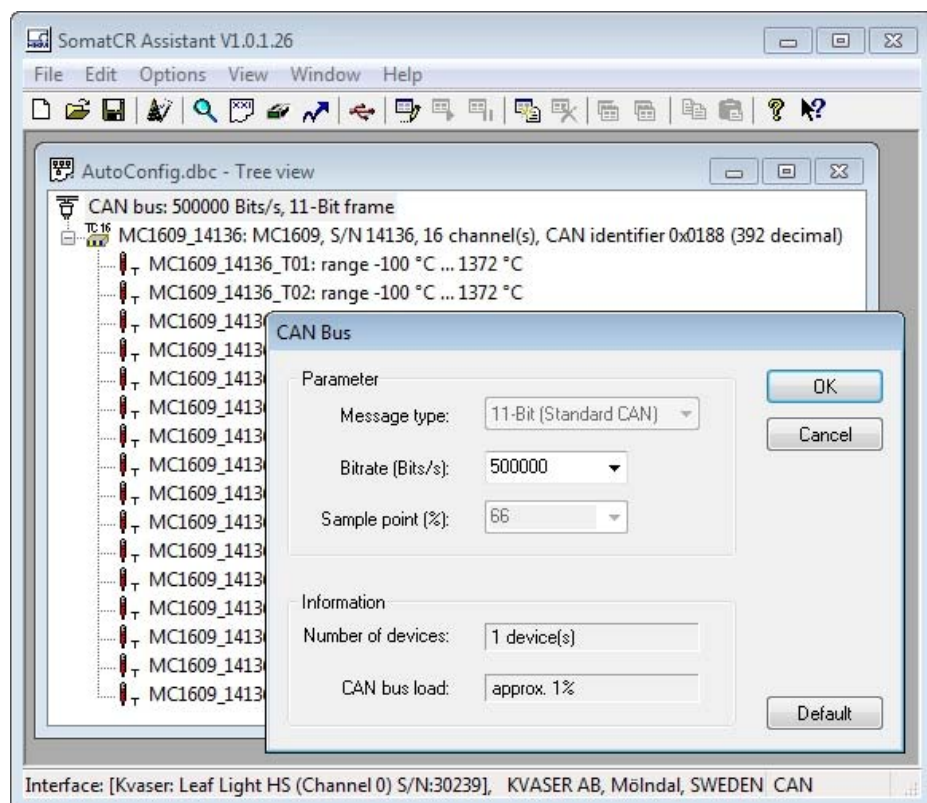 SomatCR Assistant V1.0.1.26
File Edit Options View Window Help
AutoConfig.dbc - Tree view
CAN bus: 500000 Bits/s, 11-Bit frame
TC 16
MC1609_14136: MC1609, S/N 14136, 16 channel(s), CAN identifier 0x0188 (392 decimal)
T MC1609_14136_T01: range -100 °C ... 1372 °C
T MC1609_14136_T02: range -100 °C ... 1372 °C
T MC1609_1413
T MC1609_1413
T MC1609_1413
T MC1609_1413
T MC1609_1413
T MC1609_1413
T MC1609_1413
T MC1609_1413
T MC1609_1413
T MC1609_1413
T MC1609_1413
T MC1609_1413
T MC1609_1413
T MC1609_1413
CAN Bus
Parameter
Message type: 11-Bit (Standard CAN)
Bitrate (Bits/s): 500000
Sample point (%): 66
OK
Cancel
Information
Number of devices: 1 device(s)
CAN bus load: approx. 1%
Default
Interface: [Kvaser: Leaf Light HS (Channel 0) S/N:30239], KVASER AB, Mölndal, SWEDEN CAN